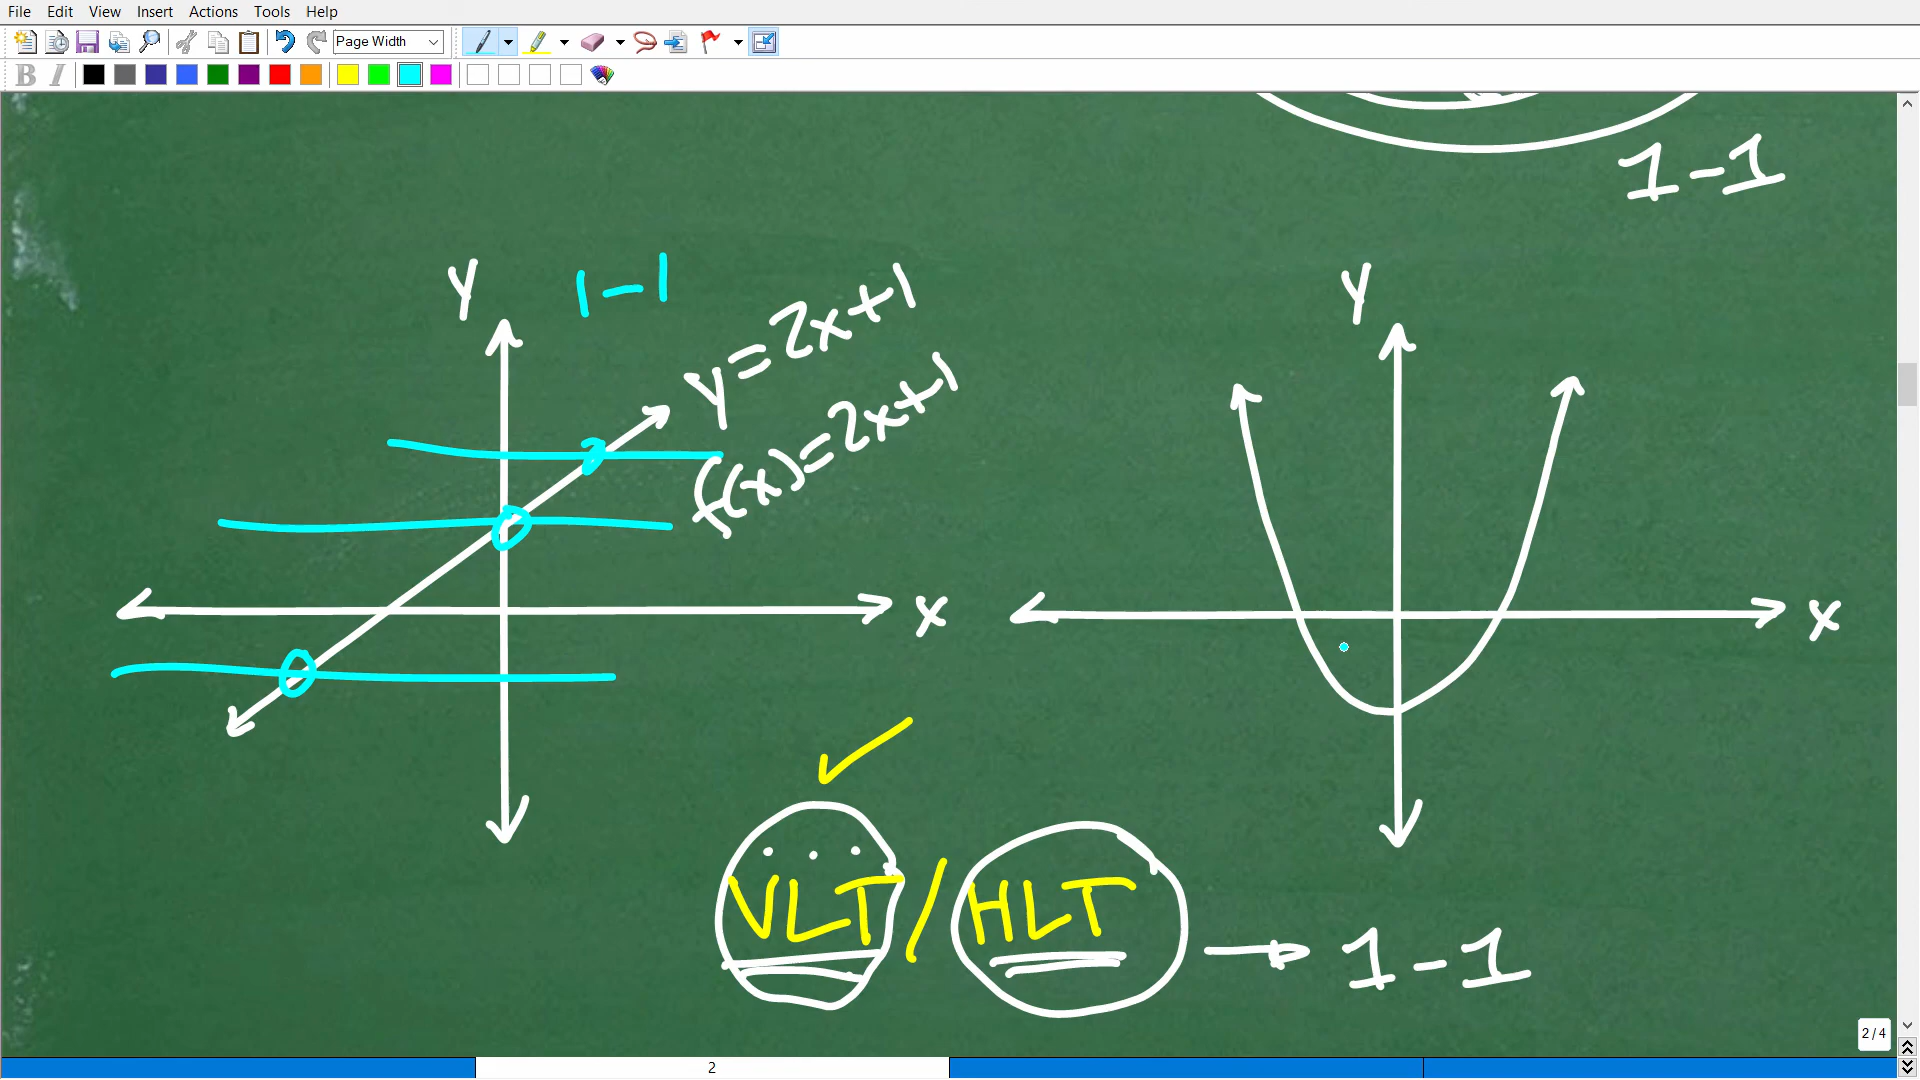 File Edit View Insert Actions Tools Help
Page Width
B I
1-1
y 1-1
y=2x+1
f(x)=2x+1
x
y
x
VLT/HLT → 1-1
2/4
2